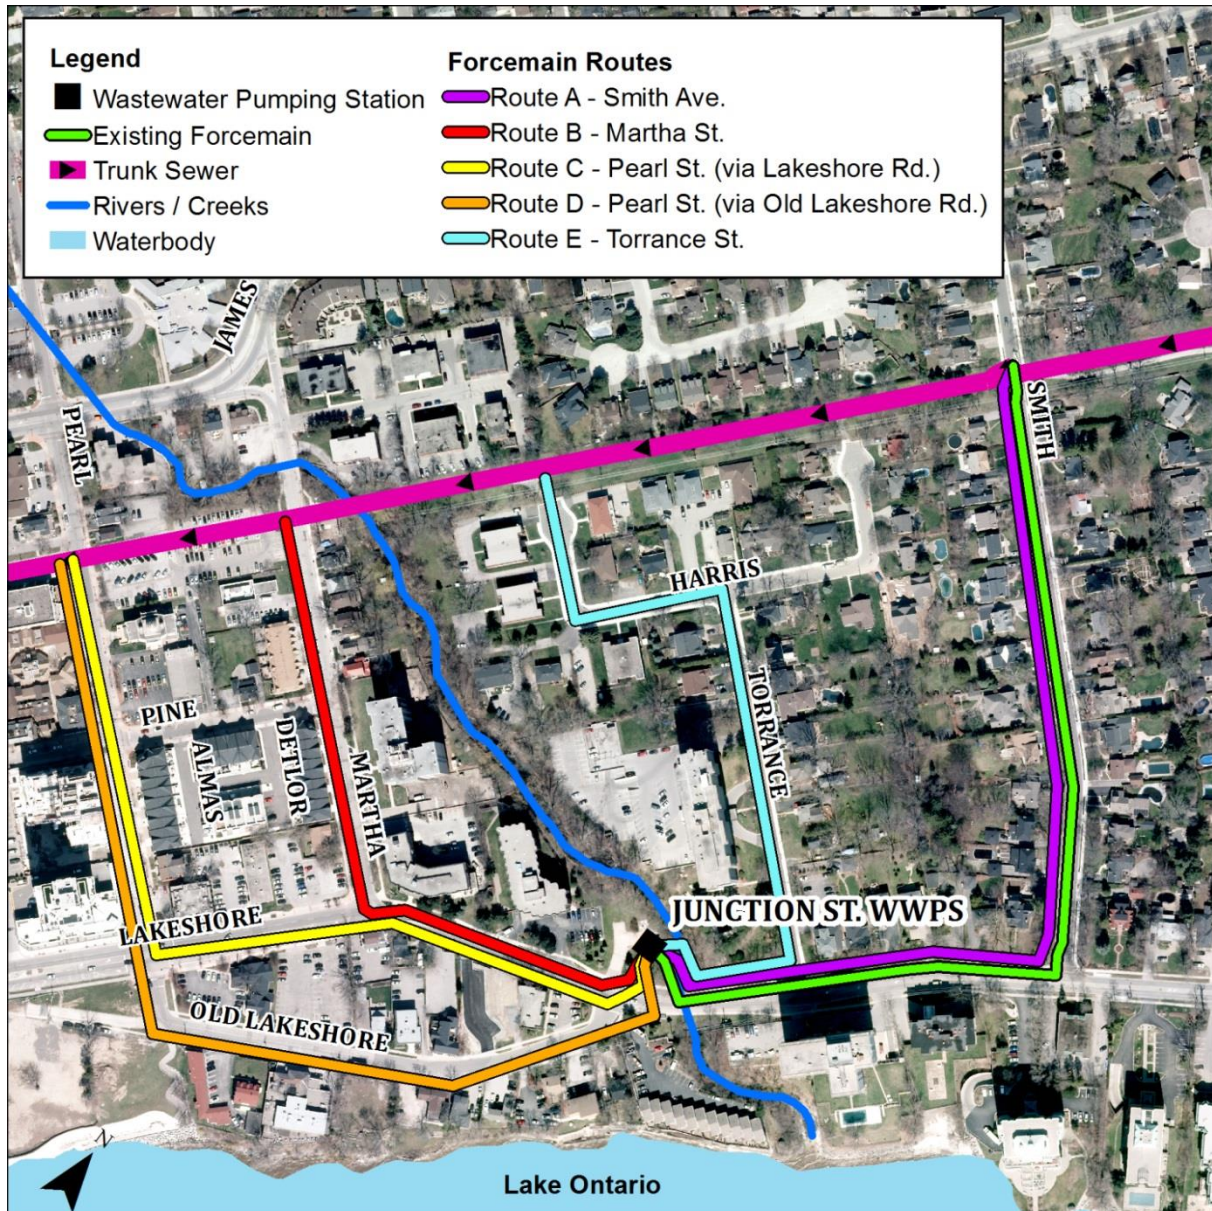 Legend
Wastewater Pumping Station
Existing Forcemain
Trunk Sewer
Rivers / Creeks
Waterbody
Forcemain Routes
Route A - Smith Ave.
Route B - Martha St.
Route C - Pearl St. (via Lakeshore Rd.)
Route D - Pearl St. (via Old Lakeshore Rd.)
Route E - Torrance St.
JAMES
PEARL
SMITH
HARRIS
TORRANCE
PINE
ALMAS
DETLOR
MARTHA
LAKESHORE
JUNCTION ST. WWPS
OLD LAKESHORE
N
Lake Ontario